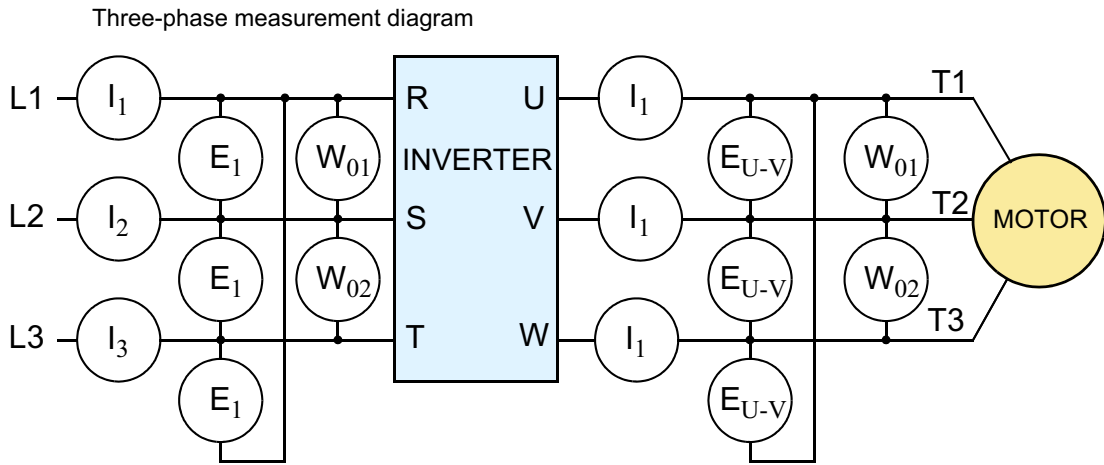 Three-phase measurement diagram
L1 I1 R U I1 T1
E1 W01 INVERTER EU-V W01
L2 I2 S V I1 T2 MOTOR
E1 W02 EU-V W02
L3 I3 T W I1 T3
E1 EU-V